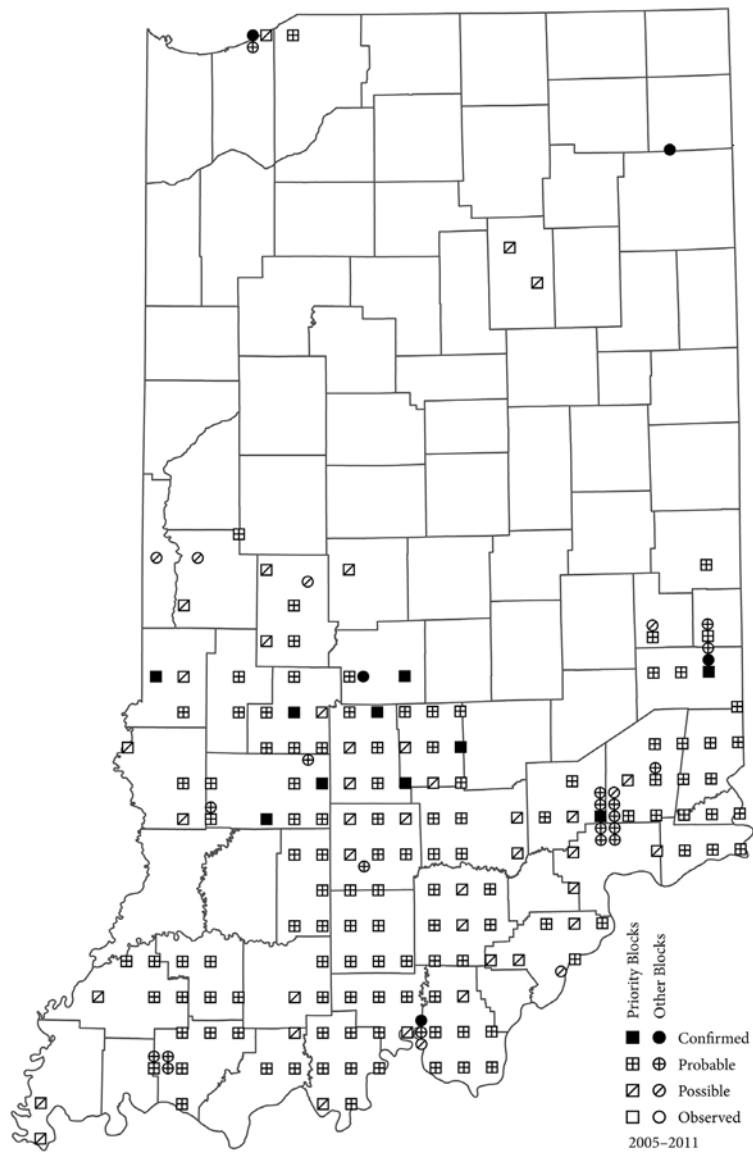 Priority Blocks
Other Blocks
Confirmed
Probable
Possible
Observed
2005–2011